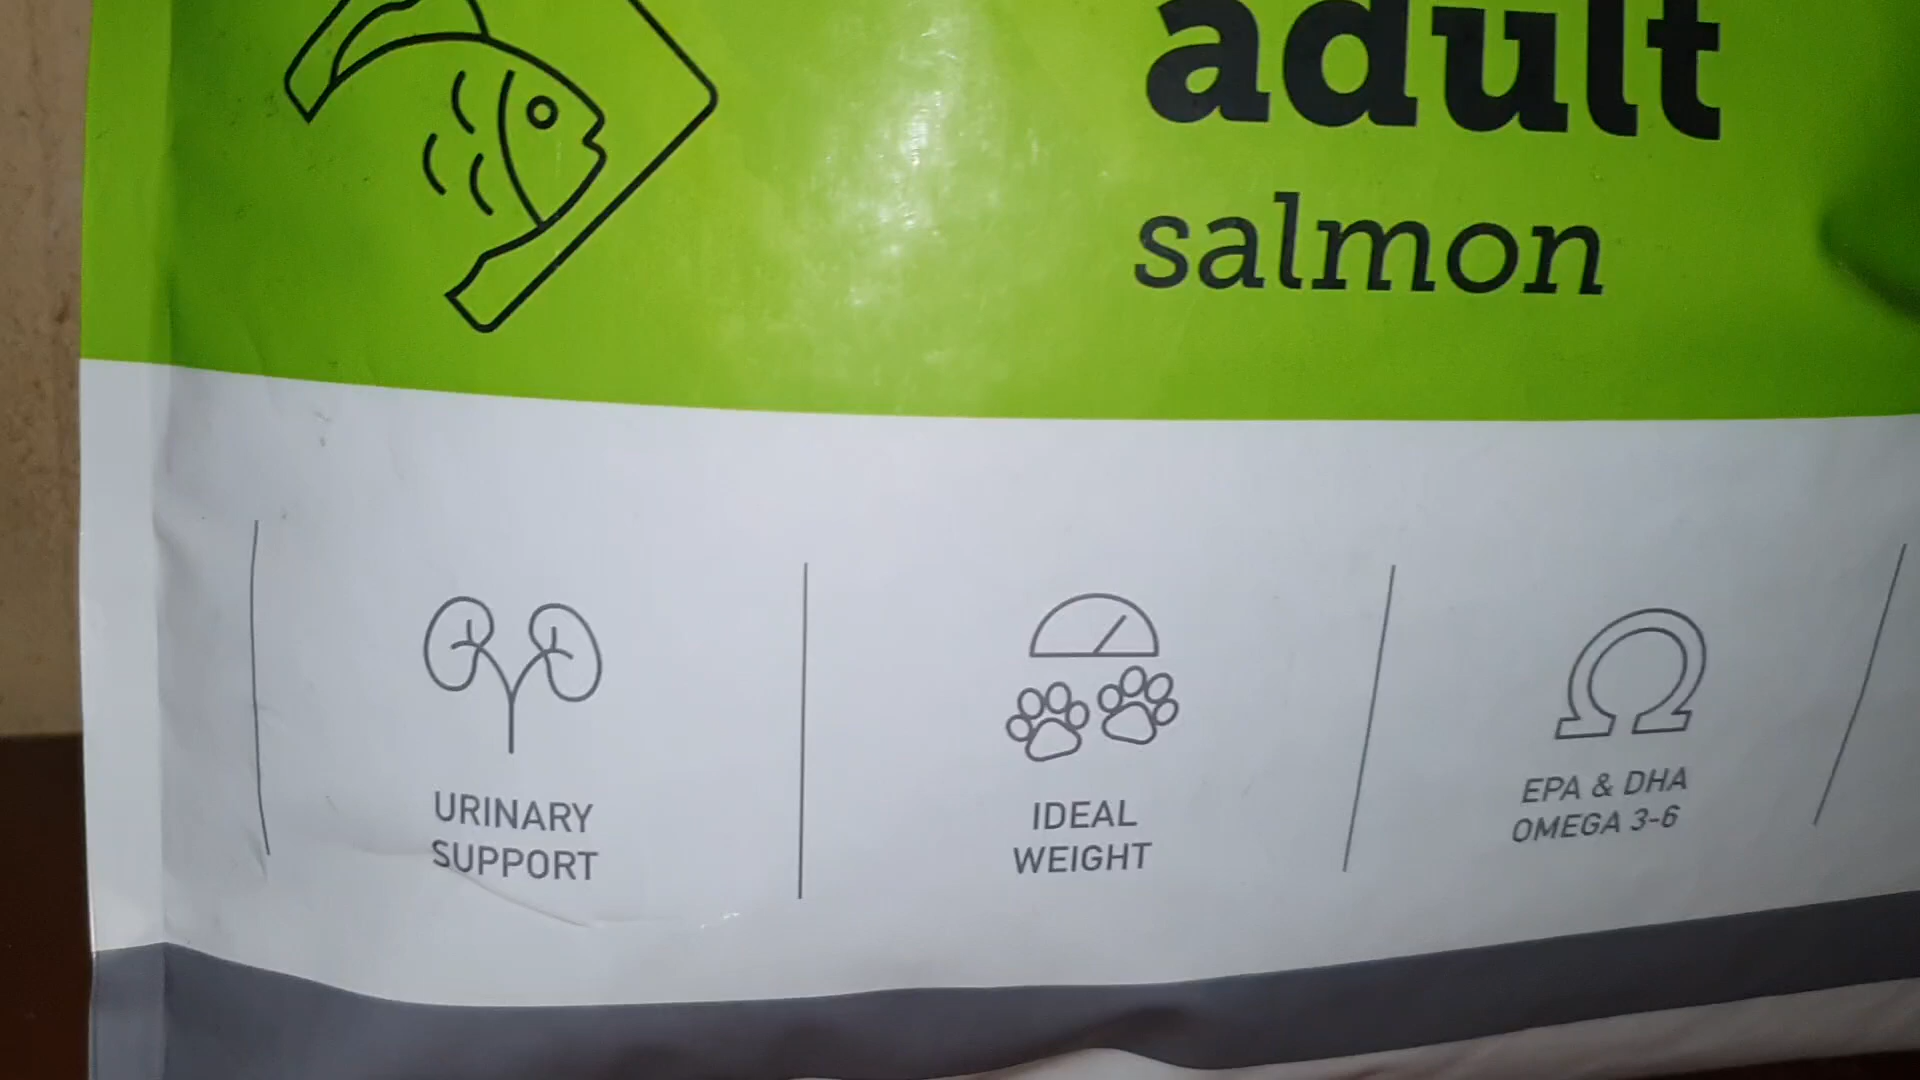 adult
salmon
URINARY
SUPPORT
IDEAL
WEIGHT
EPA & DHA
OMEGA 3-6